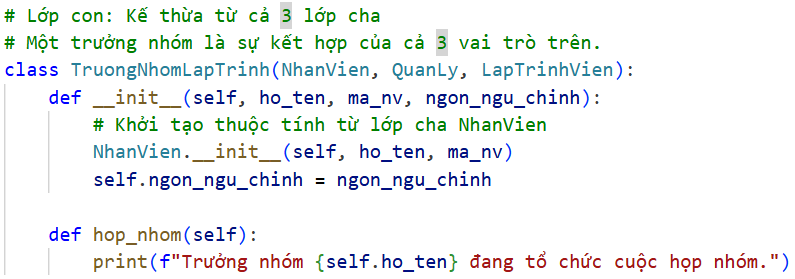 # Lớp con: Kế thừa từ cả 3 lớp cha
# Một trưởng nhóm là sự kết hợp của cả 3 vai trò trên.
class TruongNhomLapTrinh(NhanVien, QuanLy, LapTrinhVien):
    def __init__(self, ho_ten, ma_nv, ngon_ngu_chinh):
        # Khởi tạo thuộc tính từ lớp cha NhanVien
        NhanVien.__init__(self, ho_ten, ma_nv)
        self.ngon_ngu_chinh = ngon_ngu_chinh
    def hop_nhom(self):
        print(f"Trưởng nhóm {self.ho_ten} đang tổ chức cuộc họp nhóm.")